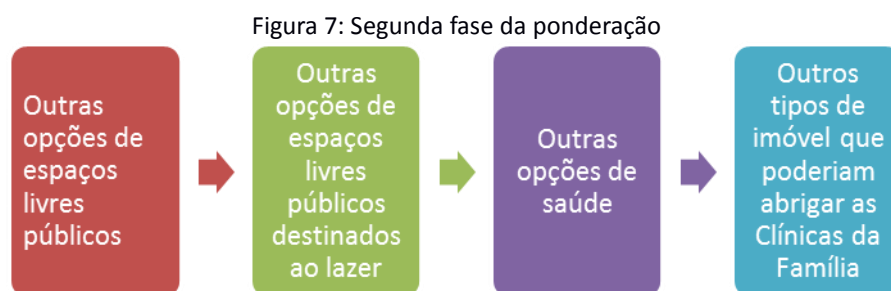 Figura 7: Segunda fase da ponderação
Outras
opções de
espaços
livres
públicos
Outras
opções de
espaços
livres
públicos
destinados
ao lazer
Outras
opções de
saúde
Outros
tipos de
imóvel que
poderiam
abrigar as
Clínicas da
Família